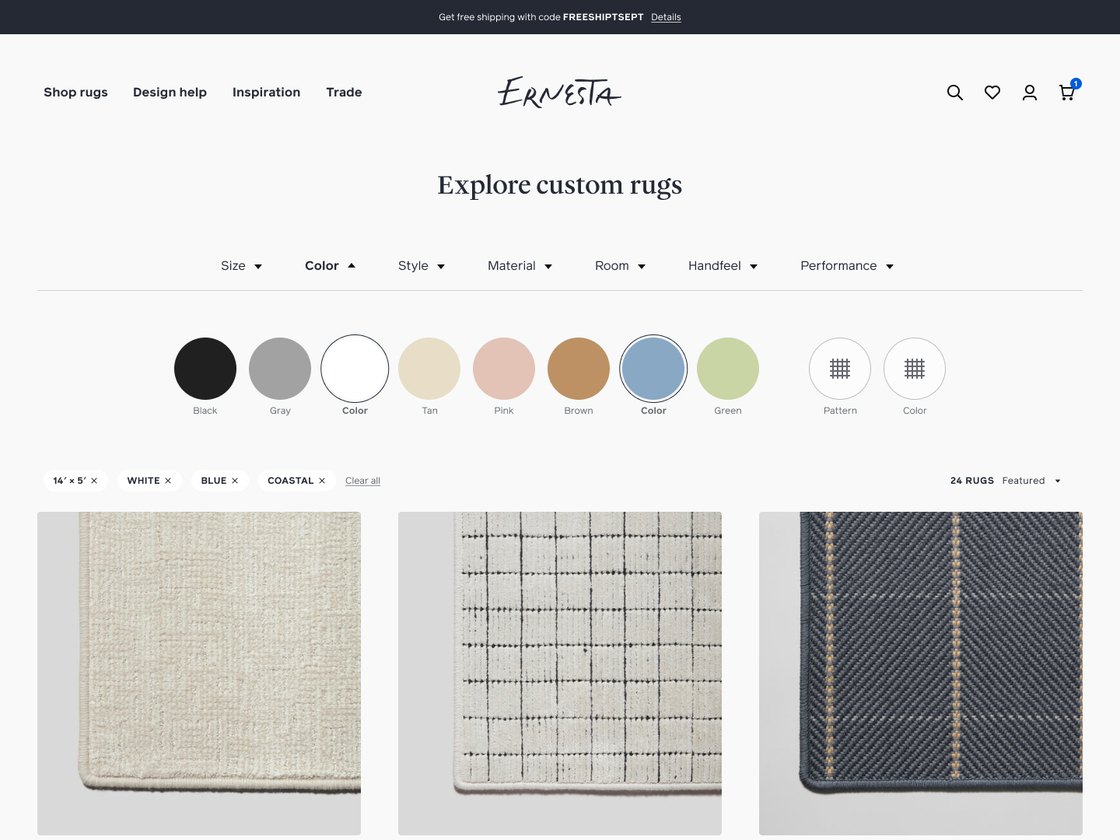 Get free shipping with code FREESHIPTSEPT Details
Shop rugs Design help Inspiration Trade
ERNESTA
1
Explore custom rugs
Size Color Style Material Room Handfeel Performance
Black Gray Color Tan Pink Brown Color Green Pattern Color
14′ × 5′ × WHITE × BLUE × COASTAL × Clear all
24 RUGS Featured